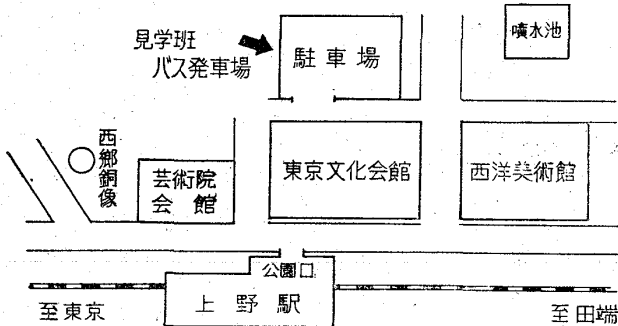 見学班
バス発車場
駐車場
噴水池
西郷銅像
芸術院
会館
東京文化会館
西洋美術館
公園口
上野駅
至東京
至田端